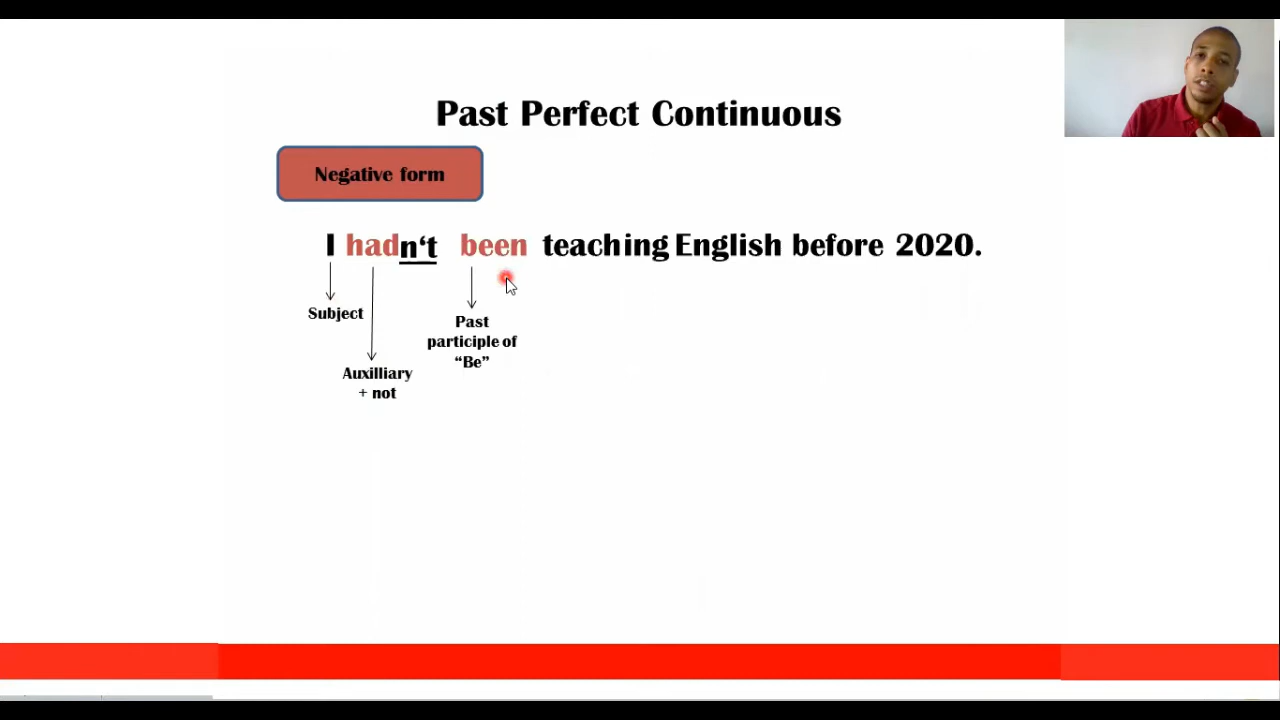 Past Perfect Continuous
Negative form
I hadn‘t been teaching English before 2020.
Subject
Past
participle of
“Be”
Auxilliary
+ not